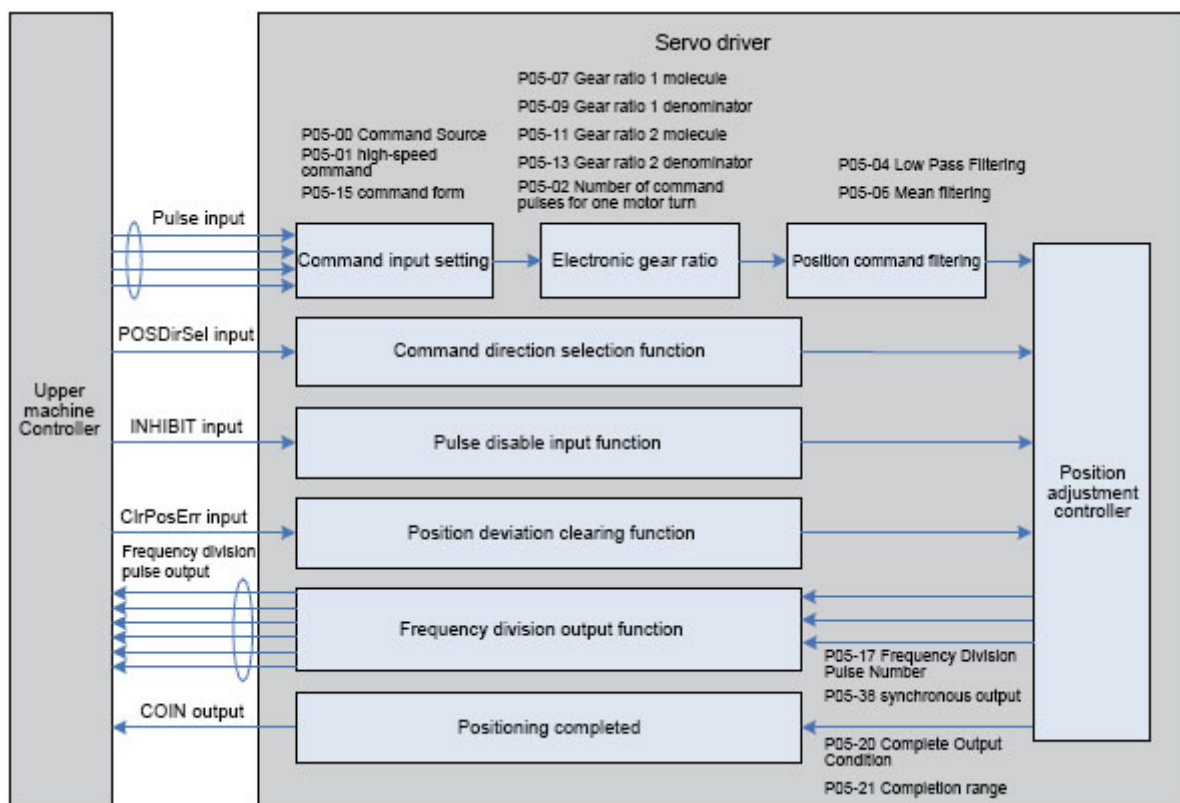 Servo driver
P05-07 Gear ratio 1 molecule
P05-09 Gear ratio 1 denominator
P05-11 Gear ratio 2 molecule
P05-13 Gear ratio 2 denominator
P05-02 Number of command
pulses for one motor turn
P05-00 Command Source
P05-01 high-speed
command
P05-15 command form
P05-04 Low Pass Filtering
P05-06 Mean filtering
Pulse input
Command input setting
Electronic gear ratio
Position command filtering
POSDirSel input
Command direction selection function
Upper
machine
Controller
INHIBIT input
Pulse disable input function
Position
adjustment
controller
ClrPosErr input
Position deviation clearing function
Frequency division
pulse output
Frequency division output function
P05-17 Frequency Division
Pulse Number
P05-38 synchronous output
COIN output
Positioning completed
P05-20 Complete Output
Condition
P05-21 Completion range